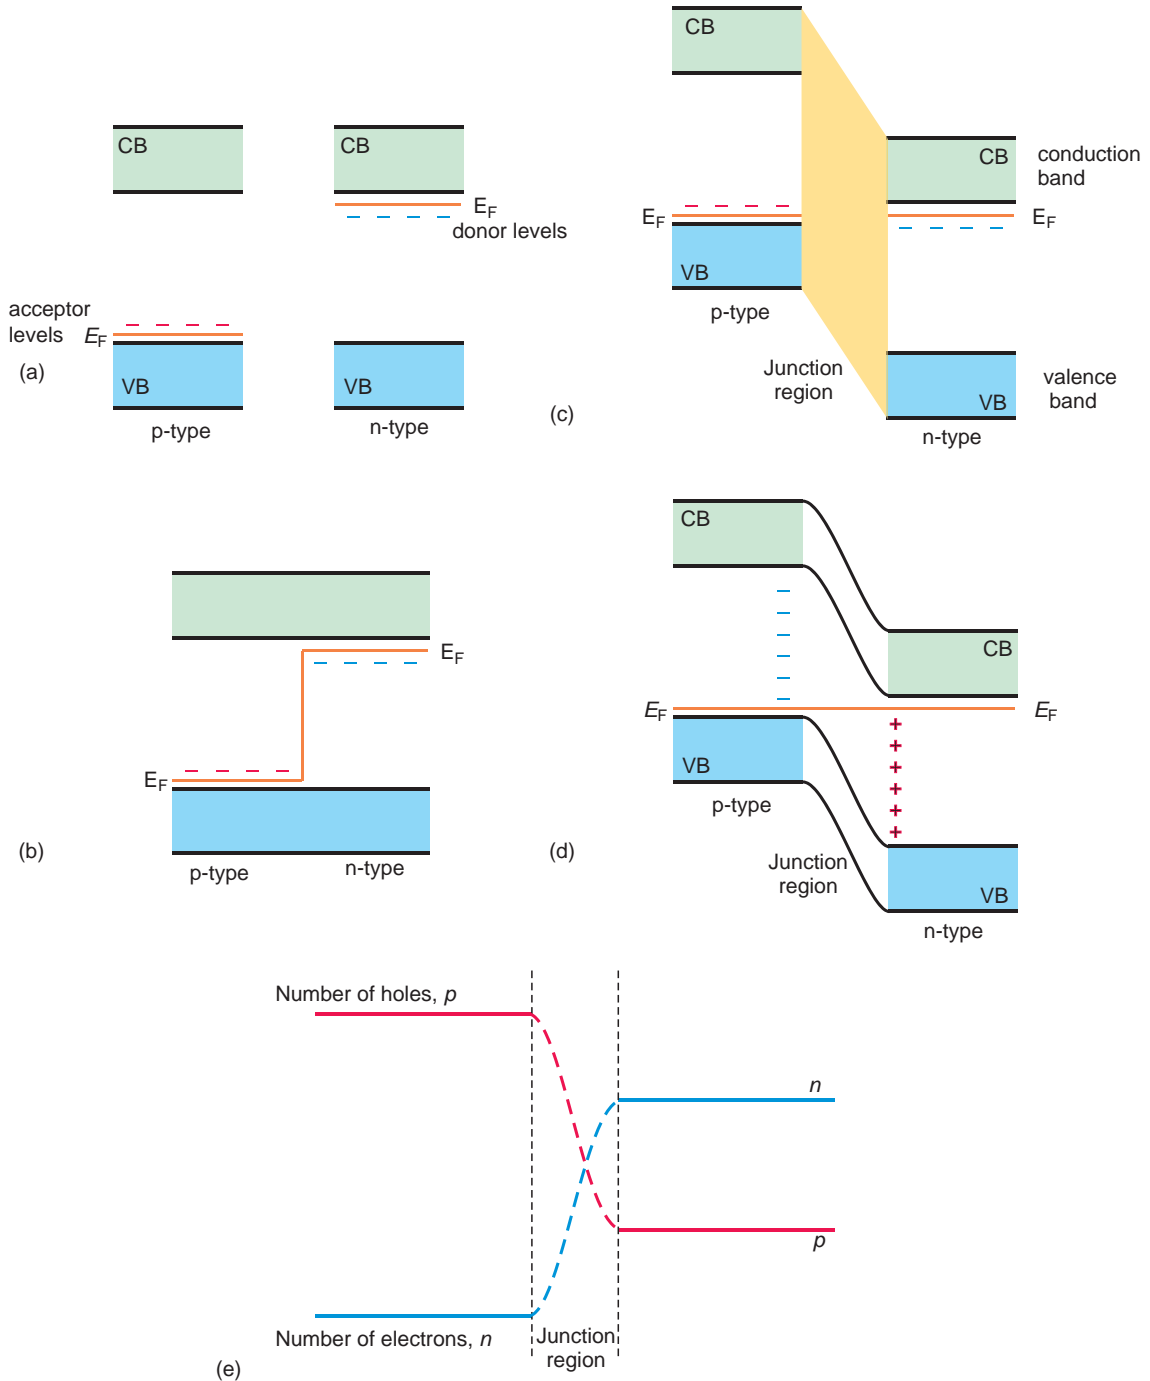 CB
CB
E_F
donor levels
acceptor
levels
E_F
(a)
VB
VB
p-type
n-type
E_F
E_F
(b)
p-type
n-type
CB
CB
conduction
band
E_F
E_F
VB
p-type
Junction
region
valence
band
VB
(c)
n-type
CB
CB
E_F
E_F
VB
p-type
(d)
Junction
region
VB
n-type
Number of holes, p
n
p
Number of electrons, n
Junction
region
(e)